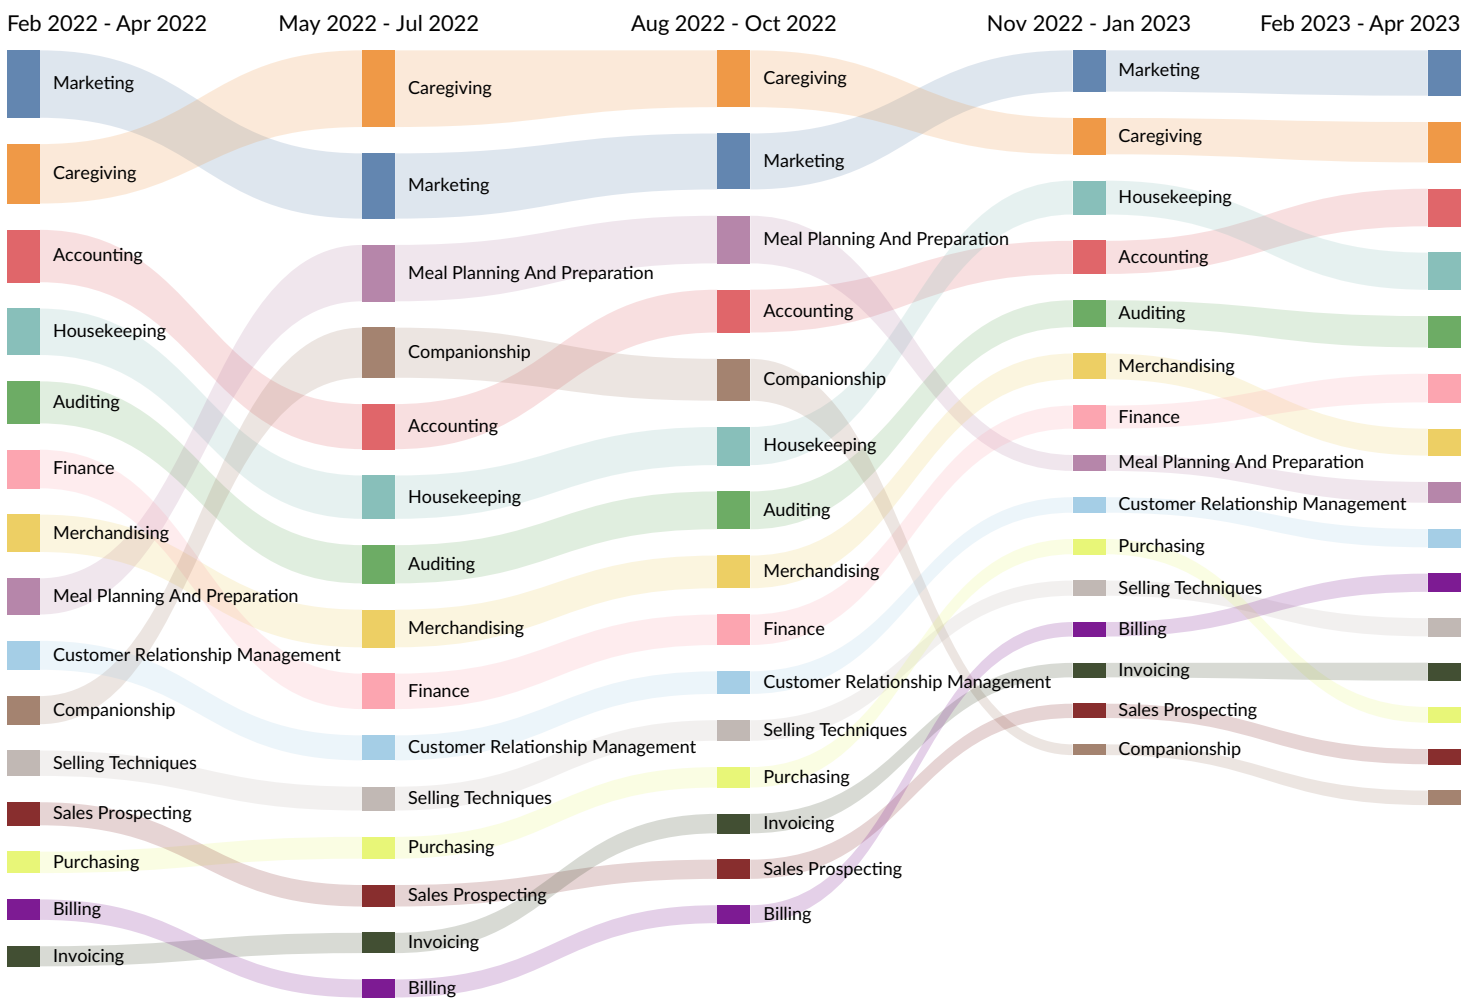 Feb 2022 - Apr 2022
May 2022 - Jul 2022
Aug 2022 - Oct 2022
Nov 2022 - Jan 2023
Feb 2023 - Apr 2023
Marketing
Caregiving
Accounting
Housekeeping
Auditing
Finance
Merchandising
Meal Planning And Preparation
Customer Relationship Management
Companionship
Selling Techniques
Sales Prospecting
Purchasing
Billing
Invoicing
Caregiving
Marketing
Meal Planning And Preparation
Companionship
Accounting
Housekeeping
Auditing
Merchandising
Finance
Customer Relationship Management
Selling Techniques
Purchasing
Sales Prospecting
Invoicing
Billing
Caregiving
Marketing
Meal Planning And Preparation
Accounting
Companionship
Housekeeping
Auditing
Merchandising
Finance
Customer Relationship Management
Selling Techniques
Purchasing
Invoicing
Sales Prospecting
Billing
Marketing
Caregiving
Housekeeping
Accounting
Auditing
Merchandising
Finance
Meal Planning And Preparation
Customer Relationship Management
Purchasing
Selling Techniques
Billing
Invoicing
Sales Prospecting
Companionship